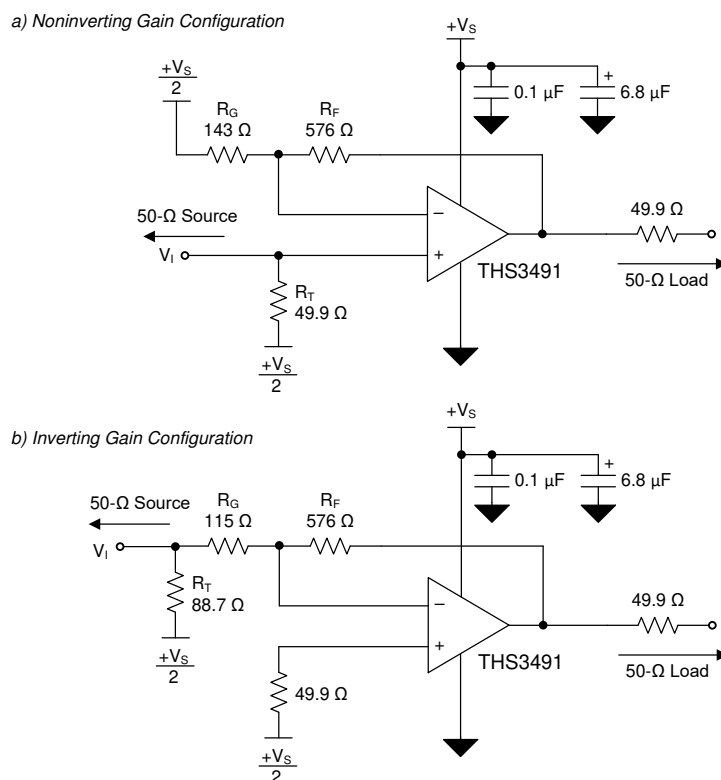 a) Noninverting Gain Configuration
+VS
+VS
2
0.1 µF
6.8 µF
+
RG
143 Ω
RF
576 Ω
50-Ω Source
VI
−
+
49.9 Ω
THS3491
50-Ω Load
RT
49.9 Ω
+VS
2
b) Inverting Gain Configuration
+VS
+
0.1 µF
6.8 µF
50-Ω Source
RG
115 Ω
RF
576 Ω
VI
RT
88.7 Ω
−
+
49.9 Ω
+VS
2
THS3491
50-Ω Load
49.9 Ω
+VS
2